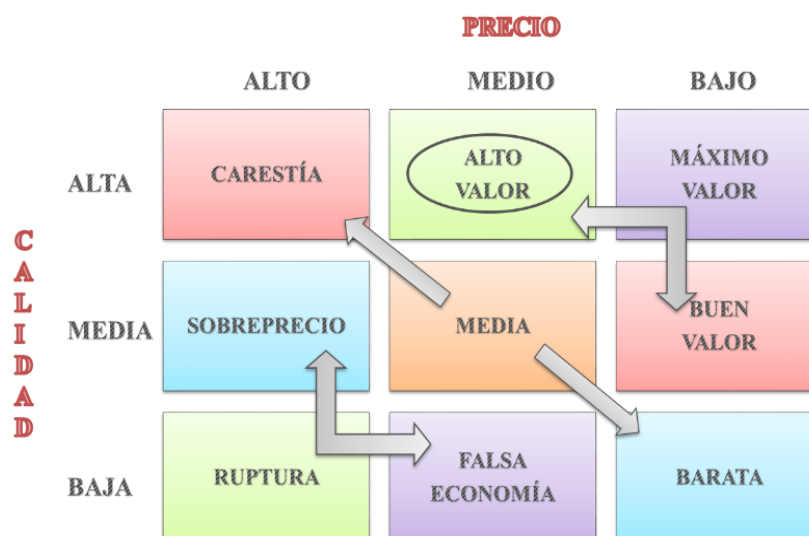 PRECIO
ALTO MEDIO BAJO
CALIDAD
ALTA
CARESTÍA
ALTO
VALOR
MÁXIMO
VALOR
MEDIA
SOBREPRECIO
MEDIA
BUEN
VALOR
BAJA
RUPTURA
FALSA
ECONOMÍA
BARATA